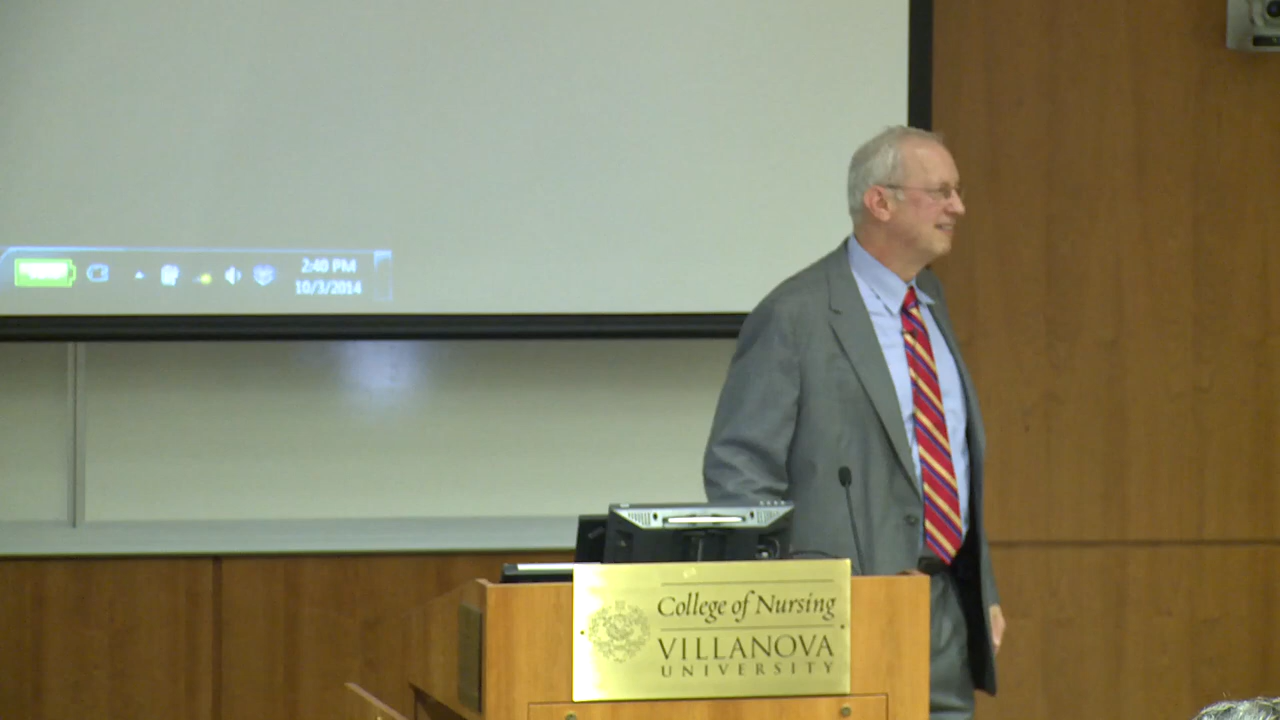 2:40 PM
10/3/2014
College of Nursing
VILLANOVA
UNIVERSITY